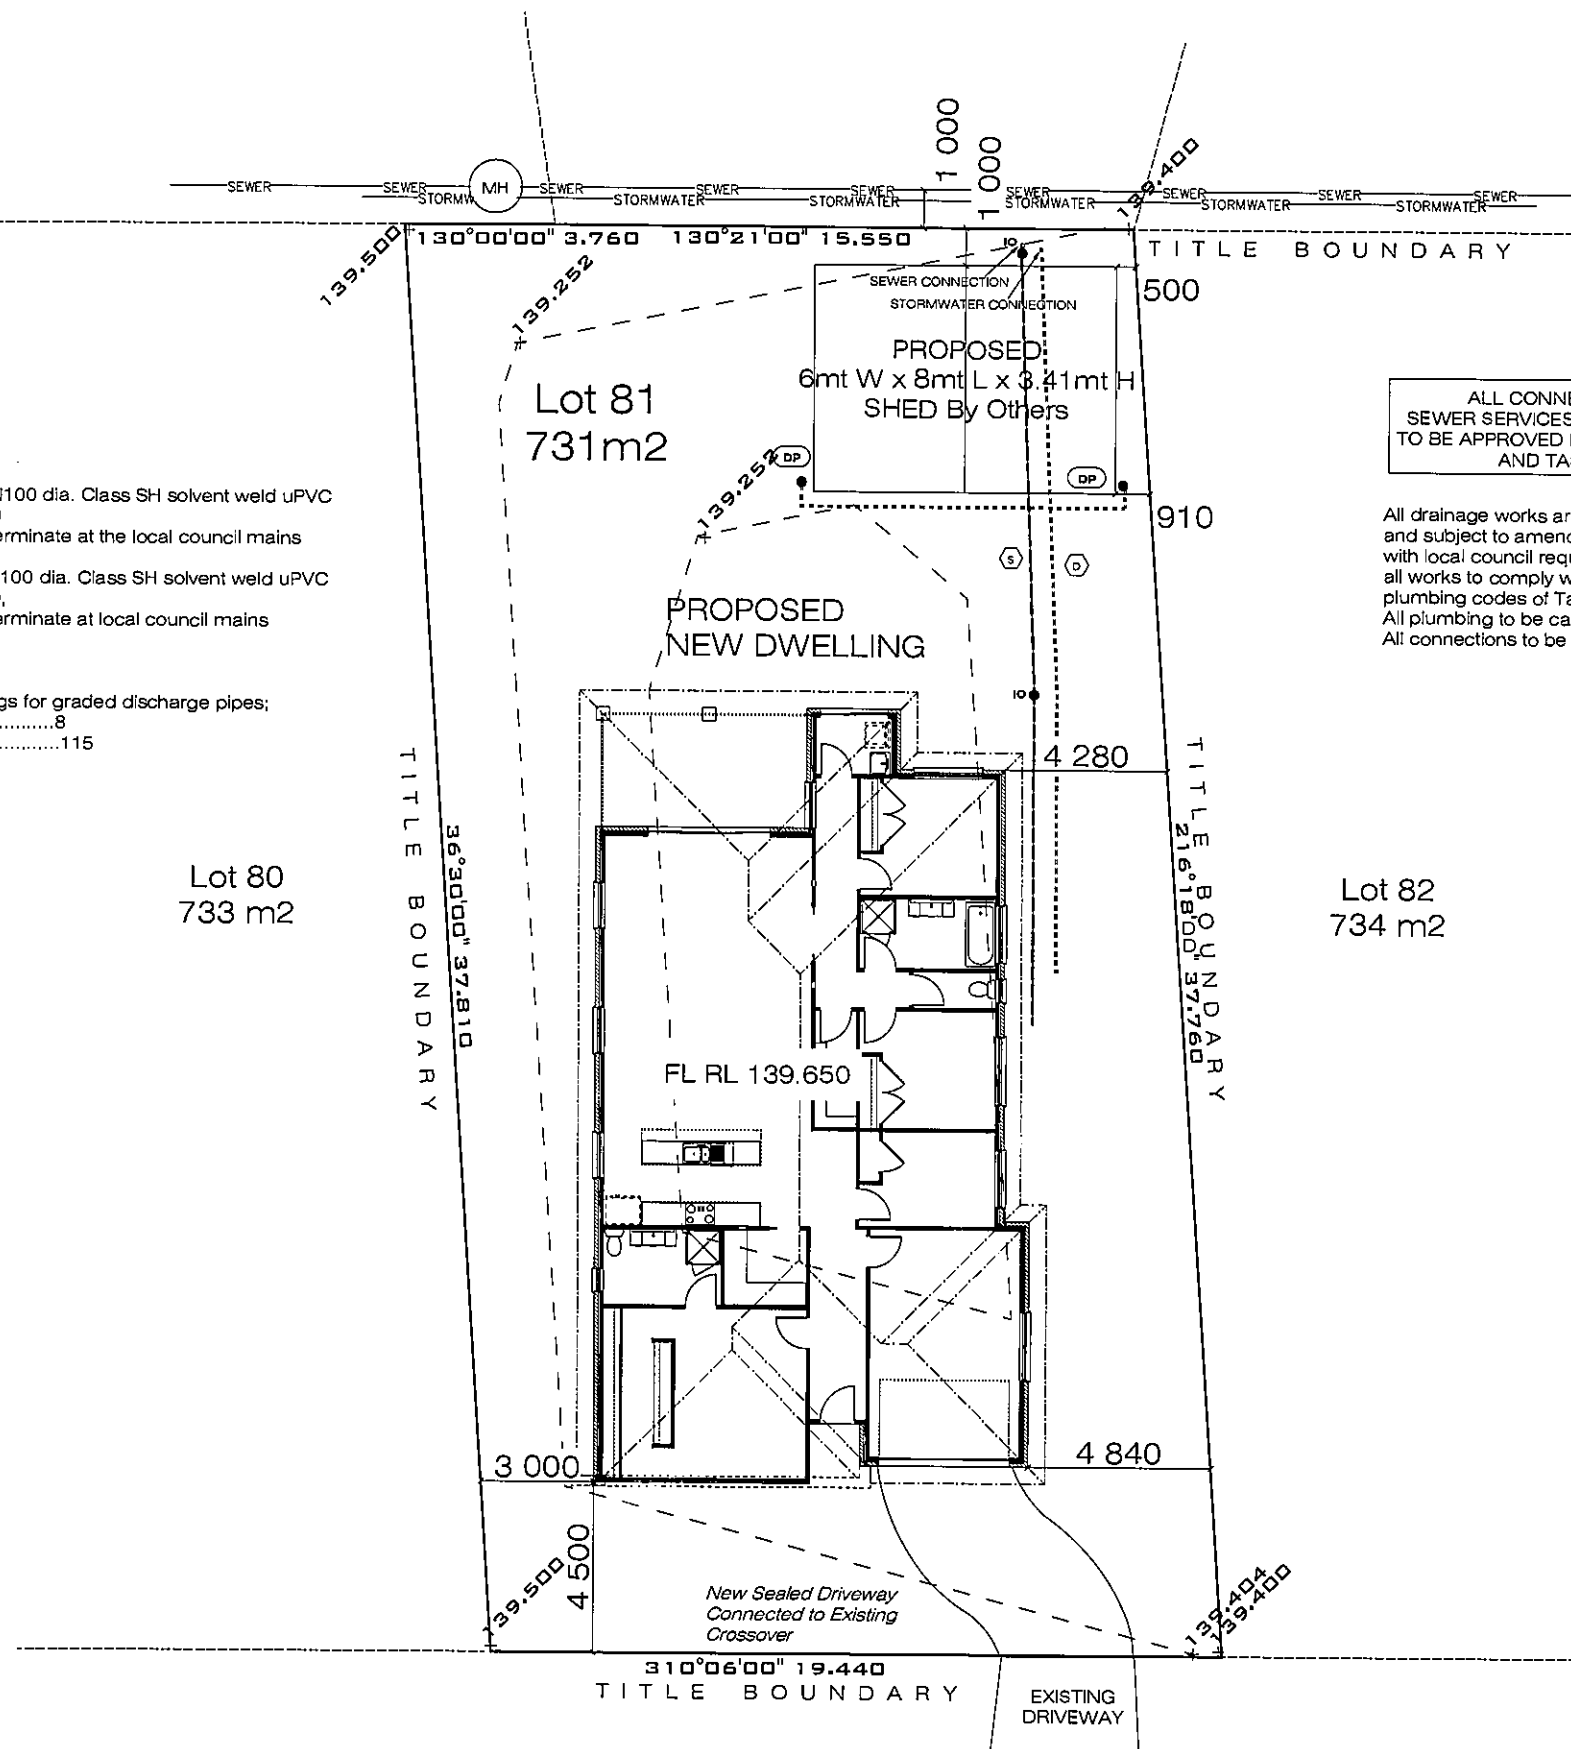 1 000
1 000
139.400
SEWER SEWER MH SEWER SEWER SEWER SEWER SEWER SEWER SEWER
STORMW STORMWATER STORMWATER STORMWATER STORMWATER STORMWATER
139.500
130°00'00" 3.760 130°21'00" 15.550
TITLE BOUNDARY
139.252
IO
SEWER CONNECTION
STORMWATER CONNECTION
500
PROPOSED
6mt W x 8mt L x 3.41mt H
SHED By Others
Lot 81
731m2
ALL CONNE
SEWER SERVICES
TO BE APPROVED
AND TA
139.252
DP
DP
910
100 dia. Class SH solvent weld uPVC
erminate at the local council mains
100 dia. Class SH solvent weld uPVC
erminate at local council mains
All drainage works ar
and subject to amend
with local council requ
all works to comply w
plumbing codes of Ta
All plumbing to be ca
All connections to be
S
D
PROPOSED
NEW DWELLING
gs for graded discharge pipes;
..........8
..........115
IO
4 280
TITLE BOUNDARY
36°30'00" 37.810
TITLE BOUNDARY
216°18'00" 37.760
Lot 80
733 m2
Lot 82
734 m2
FL RL 139.650
3 000
4 840
4 500
139.500
New Sealed Driveway
Connected to Existing
Crossover
139.404
139.400
310°06'00" 19.440
TITLE BOUNDARY
EXISTING
DRIVEWAY